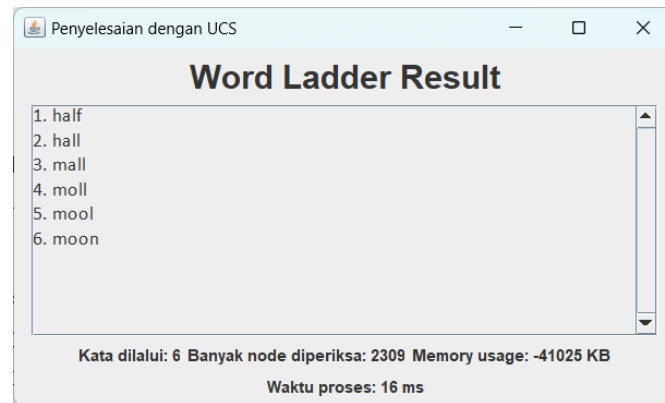 Penyelesaian dengan UCS
Word Ladder Result
1. half
2. hall
3. mall
4. moll
5. mool
6. moon
Kata dilalui: 6 Banyak node diperiksa: 2309 Memory usage: -41025 KB
Waktu proses: 16 ms